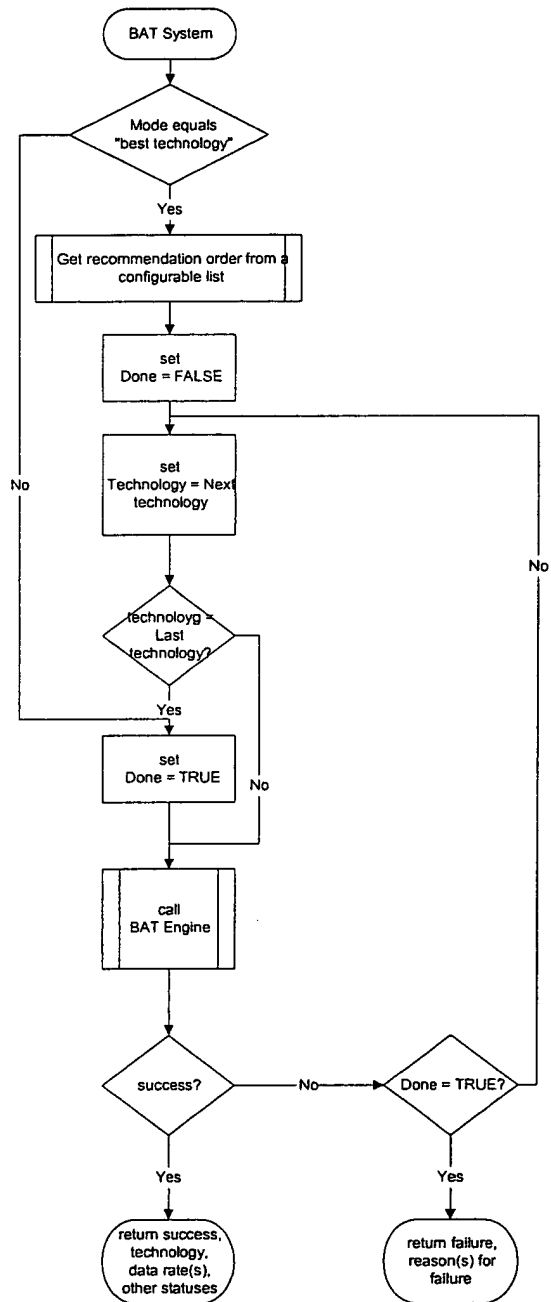 BAT System
Mode equals
"best technology"
Yes
Get recommendation order from a
configurable list
set
Done = FALSE
set
Technology = Next
technology
No
No
technoloyg =
Last
technology?
Yes
set
Done = TRUE
No
call
BAT Engine
success?
No
Done = TRUE?
Yes
Yes
return success,
technology,
data rate(s),
other statuses
return failure,
reason(s) for
failure